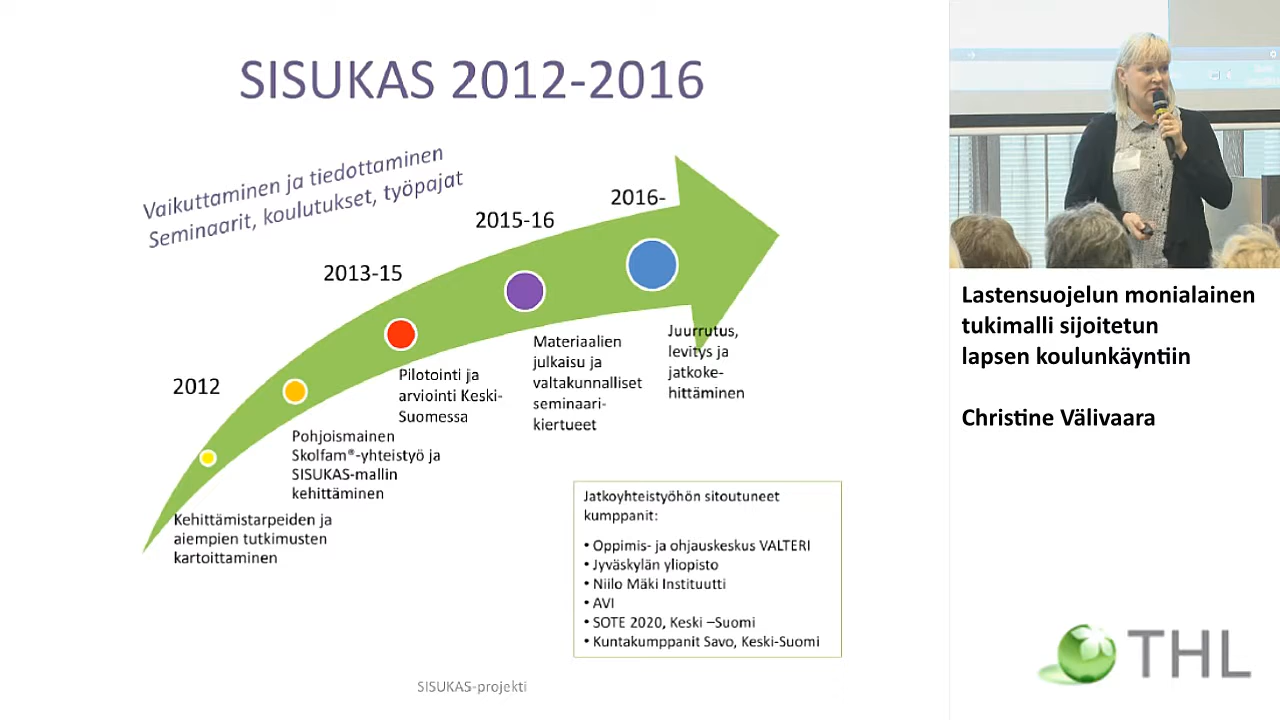 SISUKAS 2012-2016
Vaikuttaminen ja tiedottaminen
Seminaarit, koulutukset, työpajat
2016-
2015-16
2013-15
2012
Juurrutus,
levitys ja
jatkoke-
hittäminen
Materiaalien
julkaisu ja
valtakunnalliset
seminaari-
kiertueet
Pilotointi ja
arviointi Keski-
Suomessa
Pohjoismainen
Skolfam®-yhteistyö ja
SISUKAS-mallin
kehittäminen
Kehittämistarpeiden ja
aiempien tutkimusten
kartoittaminen
Jatkoyhteistyöhön sitoutuneet
kumppanit:
• Oppimis- ja ohjauskeskus VALTERI
• Jyväskylän yliopisto
• Niilo Mäki Instituutti
• AVI
• SOTE 2020, Keski –Suomi
• Kuntakumppanit Savo, Keski-Suomi
SISUKAS-projekti
Lastensuojelun monialainen
tukimalli sijoitetun
lapsen koulunkäyntiin
Christine Välivaara
THL